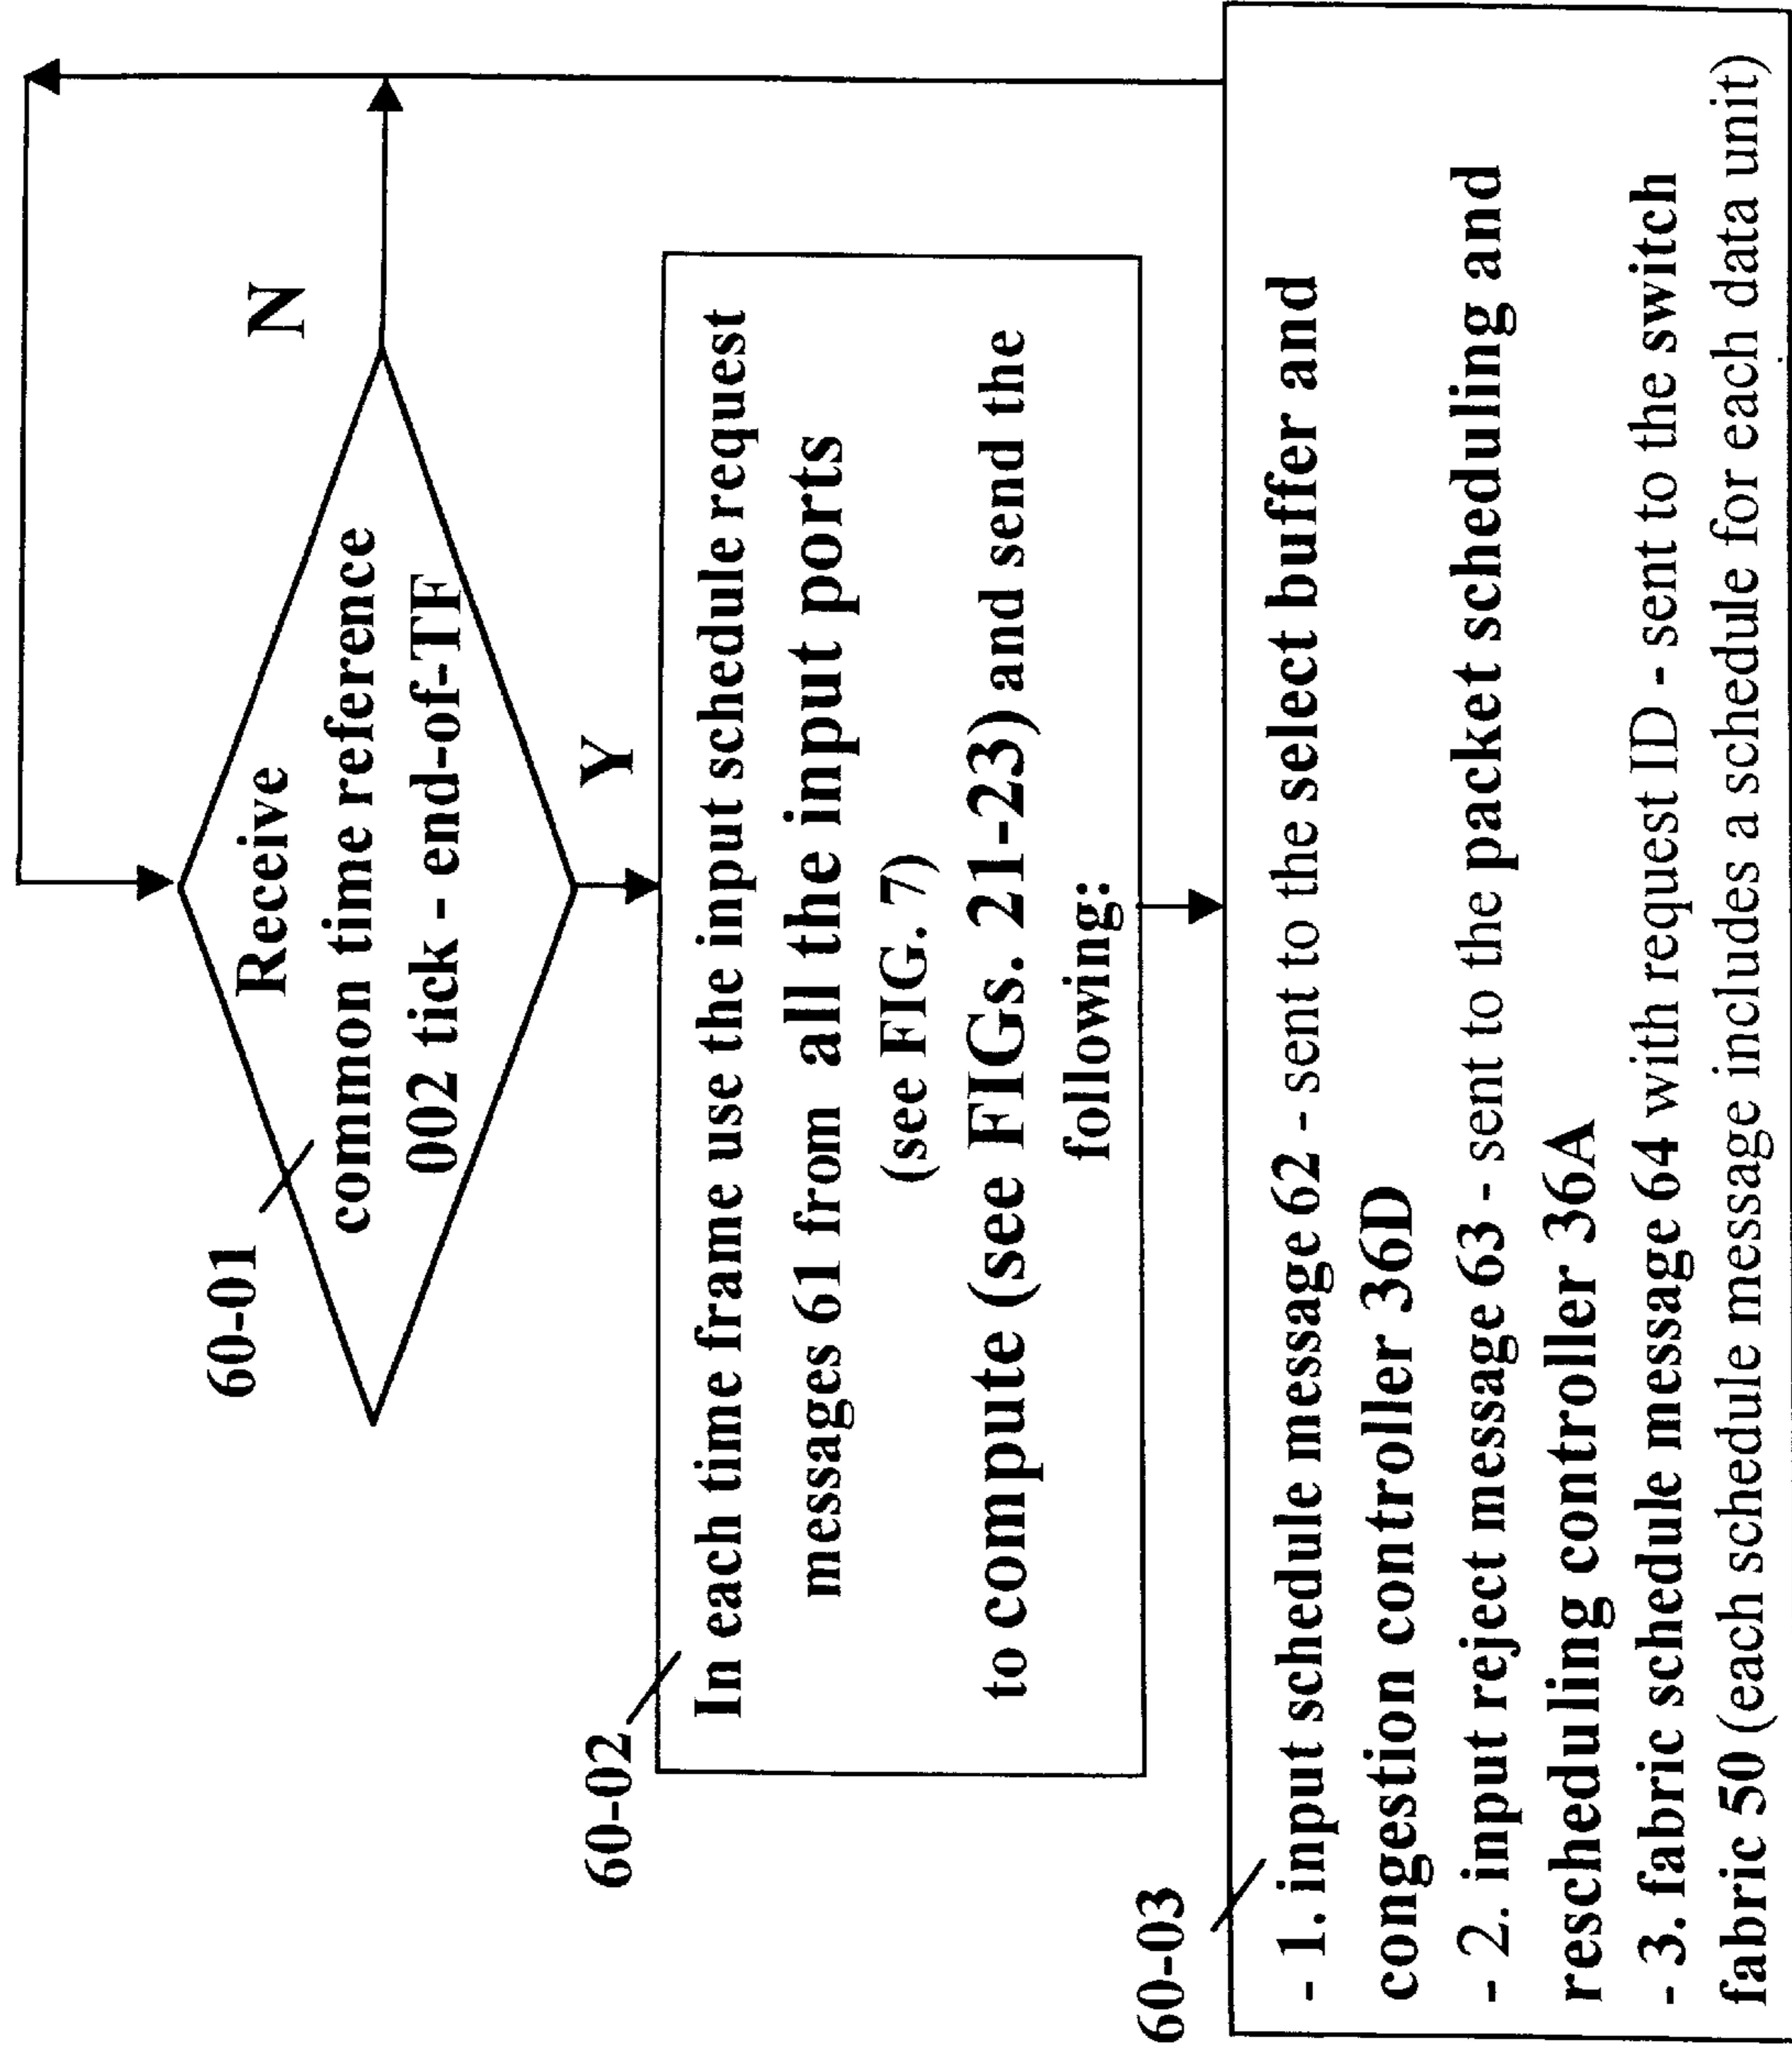 60-01
Receive
common time reference
002 tick - end-of-TF
N
Y
60-02
In each time frame use the input schedule request
messages 61 from all the input ports
(see FIG. 7)
to compute (see FIGs. 21-23) and send the
following:
60-03
- 1. input schedule message 62 - sent to the select buffer and
congestion controller 36D
- 2. input reject message 63 - sent to the packet scheduling and
rescheduling controller 36A
- 3. fabric schedule message 64 with request ID - sent to the switch
fabric 50 (each schedule message includes a schedule for each data unit)